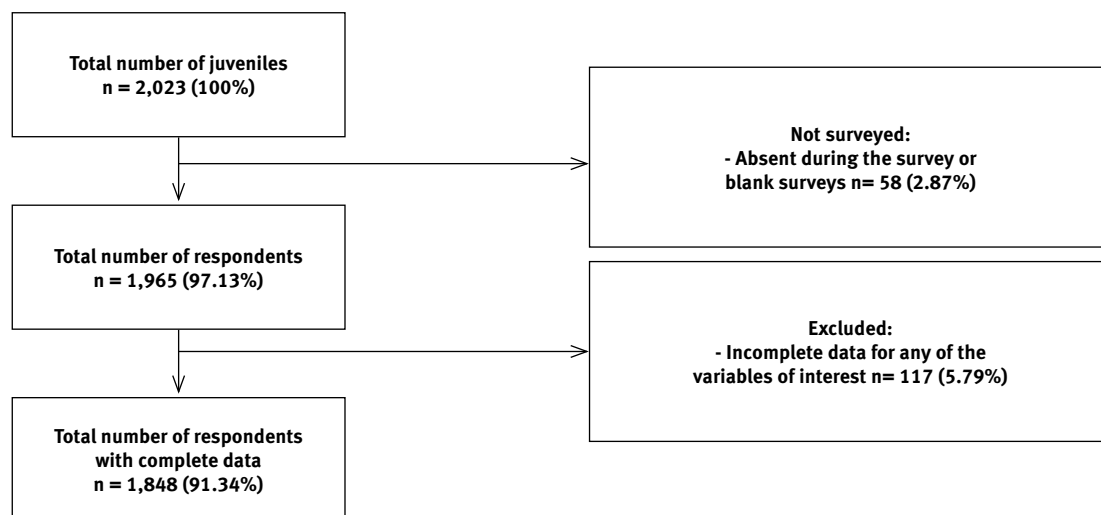 Total number of juveniles
n = 2,023 (100%)
Not surveyed:
- Absent during the survey or
blank surveys n= 58 (2.87%)
Total number of respondents
n = 1,965 (97.13%)
Excluded:
- Incomplete data for any of the
variables of interest n= 117 (5.79%)
Total number of respondents
with complete data
n = 1,848 (91.34%)